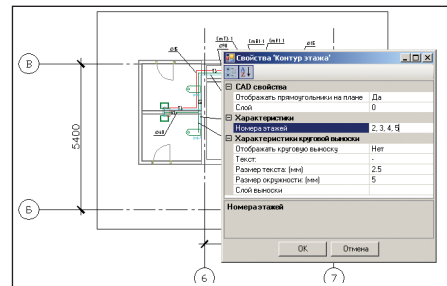 Свойства 'Контур этажа'
CAD свойства
Отображать прямоугольники на плане Да
Слой 0
Характеристики
Номера этажей 2, 3, 4, 5
Характеристики круговой выноски
Отображать круговую выноску Нет
Текст: -
Размер текста: (мм) 2.5
Размер окружности: (мм) 5
Слой выноски
Номера этажей
ОК Отмена
В
5400
Б
6
7